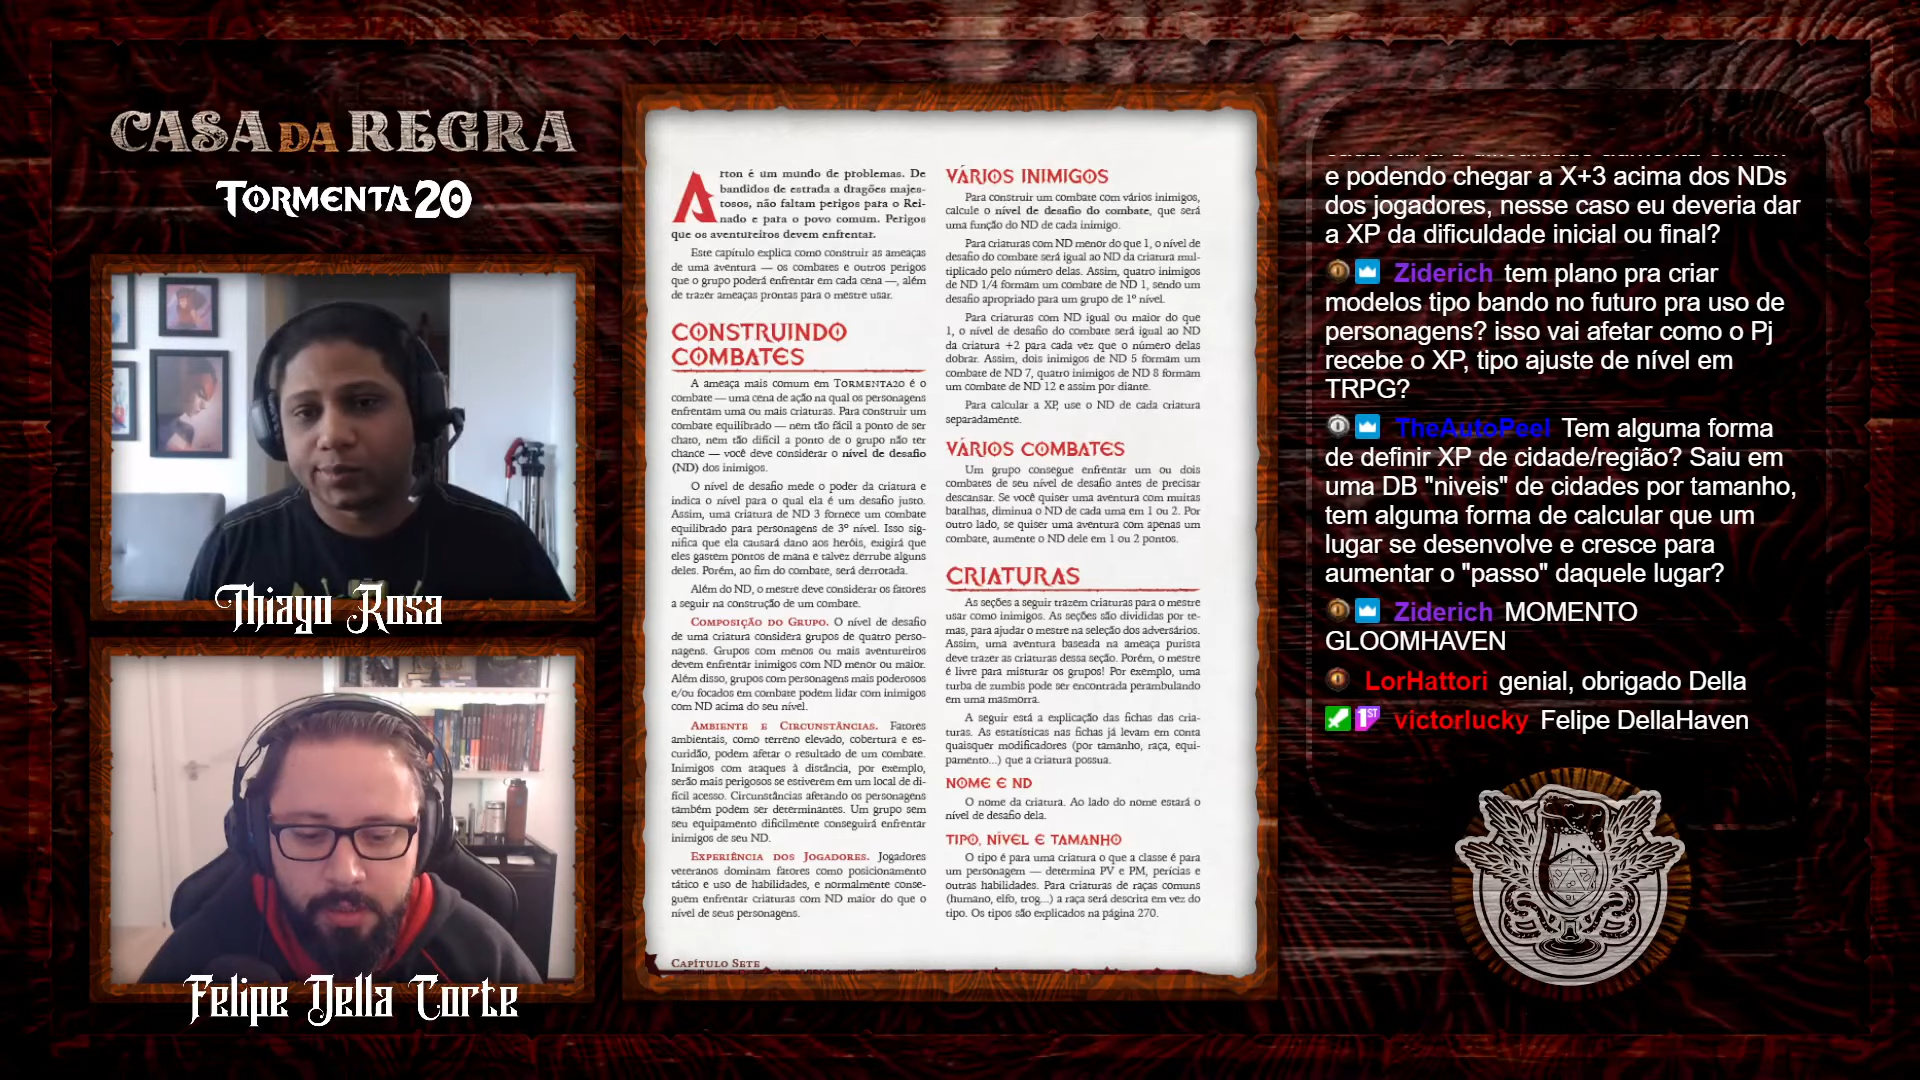 CASA DA REGRA
TORMENTA20
Thiago Rosa
Felipe Della Corte
Arton é um mundo de problemas. De
bandidos de estrada a dragões majes-
tosos, não faltam perigos para o Rei-
nado e para o povo comum. Perigos
que os aventureiros devem enfrentar.
Este capítulo explica como construir as ameaças
de uma aventura — os combates e outros perigos
que o grupo poderá enfrentar em cada cena —, além
de trazer ameaças prontas para o mestre usar.
CONSTRUINDO
COMBATES
A ameaça mais comum em TORMENTA20 é o
combate — uma cena de ação na qual os personagens
enfrentam uma ou mais criaturas. Para construir um
combate equilibrado — nem tão fácil a ponto de ser
chato, nem tão difícil a ponto de o grupo não ter
chance — você deve considerar o nível de desafio
(ND) dos inimigos.
O nível de desafio mede o poder da criatura e
indica o nível para o qual ela é um desafio justo.
Assim, uma criatura de ND 3 fornece um combate
equilibrado para personagens de 3º nível. Isso sig-
nifica que ela causará dano aos heróis, exigirá que
eles gastem pontos de mana e talvez derrube alguns
deles. Porém, ao fim do combate, será derrotada.
Além do ND, o mestre deve considerar os fatores
a seguir na construção de um combate.
COMPOSIÇÃO DO GRUPO. O nível de desafio
de uma criatura considera grupos de quatro perso-
nagens. Grupos com menos ou mais aventureiros
devem enfrentar inimigos com ND menor ou maior.
Além disso, grupos com personagens mais poderosos
e/ou focados em combate podem lidar com inimigos
com ND acima do seu nível.
AMBIENTE E CIRCUNSTÂNCIAS. Fatores
ambientais, como terreno elevado, cobertura e es-
curidão, podem afetar o resultado de um combate.
Inimigos com ataques à distância, por exemplo,
serão mais perigosos se estiverem em um local de di-
fícil acesso. Circunstâncias afetando os personagens
também podem ser determinantes. Um grupo sem
seu equipamento dificilmente conseguirá enfrentar
inimigos de seu ND.
EXPERIÊNCIA DOS JOGADORES. Jogadores
veteranos dominam fatores como posicionamento
tático e uso de habilidades, e normalmente conse-
guem enfrentar criaturas com ND maior do que o
nível de seus personagens.
CAPÍTULO SETE
VÁRIOS INIMIGOS
Para construir um combate com vários inimigos,
calcule o nível de desafio do combate, que será
uma função do ND de cada inimigo.
Para criaturas com ND menor do que 1, o nível de
desafio do combate será igual ao ND da criatura mul-
tiplicado pelo número delas. Assim, quatro inimigos
de ND 1/4 formam um combate de ND 1, sendo um
desafio apropriado para um grupo de 1º nível.
Para criaturas com ND igual ou maior do que
1, o nível de desafio do combate será igual ao ND
da criatura +2 para cada vez que o número delas
dobrar. Assim, dois inimigos de ND 5 formam um
combate de ND 7, quatro inimigos de ND 8 formam
um combate de ND 12 e assim por diante.
Para calcular a XP, use o ND de cada criatura
separadamente.
VÁRIOS COMBATES
Um grupo consegue enfrentar um ou dois
combates de seu nível de desafio antes de precisar
descansar. Se você quiser uma aventura com muitas
batalhas, diminua o ND de cada uma em 1 ou 2. Por
outro lado, se quiser uma aventura com apenas um
combate, aumente o ND dele em 1 ou 2 pontos.
CRIATURAS
As seções a seguir trazem criaturas para o mestre
usar como inimigos. As seções são divididas por te-
mas, para ajudar o mestre na seleção dos adversários.
Assim, uma aventura baseada na ameaça purista
deve trazer as criaturas dessa seção. Porém, o mestre
é livre para misturar os grupos! Por exemplo, uma
turba de zumbis pode ser encontrada perambulando
em uma masmorra.
A seguir está a explicação das fichas das cria-
turas. As estatísticas nas fichas já levam em conta
quaisquer modificadores (por tamanho, raça, equi-
pamento...) que a criatura possua.
NOME E ND
O nome da criatura. Ao lado do nome estará o
nível de desafio dela.
TIPO, NÍVEL E TAMANHO
O tipo é para uma criatura o que a classe é para
um personagem — determina PV e PM, perícias e
outras habilidades. Para criaturas de raças comuns
(humano, elfo, trog...) a raça será descrita em vez do
tipo. Os tipos são explicados na página 270.
e podendo chegar a X+3 acima dos NDs
dos jogadores, nesse caso eu deveria dar
a XP da dificuldade inicial ou final?
Ziderich tem plano pra criar
modelos tipo bando no futuro pra uso de
personagens? isso vai afetar como o Pj
recebe o XP, tipo ajuste de nível em
TRPG?
TheAutoPeel Tem alguma forma
de definir XP de cidade/região? Saiu em
uma DB "niveis" de cidades por tamanho,
tem alguma forma de calcular que um
lugar se desenvolve e cresce para
aumentar o "passo" daquele lugar?
Ziderich MOMENTO
GLOOMHAVEN
LorHattori genial, obrigado Della
1ST victorlucky Felipe DellaHaven